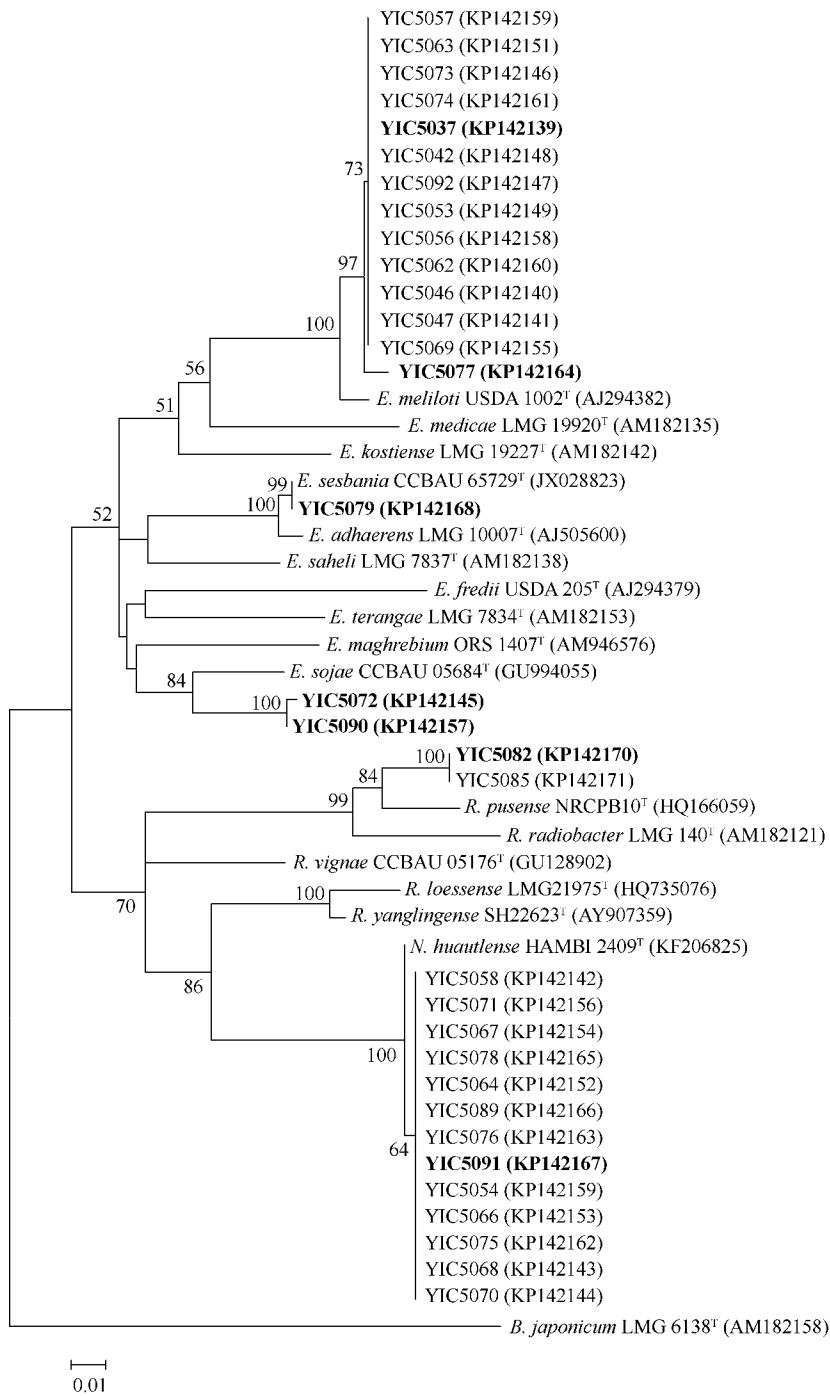 YIC5057 (KP142159)
YIC5063 (KP142151)
YIC5073 (KP142146)
YIC5074 (KP142161)
YIC5037 (KP142139)
YIC5042 (KP142148)
73
YIC5092 (KP142147)
YIC5053 (KP142149)
YIC5056 (KP142158)
97
YIC5062 (KP142160)
YIC5046 (KP142140)
100
YIC5047 (KP142141)
YIC5069 (KP142155)
56
YIC5077 (KP142164)
51
E. meliloti USDA 1002ᵀ (AJ294382)
E. medicae LMG 19920ᵀ (AM182135)
E. kostiense LMG 19227ᵀ (AM182142)
99
E. sesbania CCBAU 65729ᵀ (JX028823)
100
YIC5079 (KP142168)
52
E. adhaerens LMG 10007ᵀ (AJ505600)
E. saheli LMG 7837ᵀ (AM182138)
E. fredii USDA 205ᵀ (AJ294379)
E. terangae LMG 7834ᵀ (AM182153)
E. maghrebium ORS 1407ᵀ (AM946576)
84
E. sojae CCBAU 05684ᵀ (GU994055)
100
YIC5072 (KP142145)
YIC5090 (KP142157)
100
YIC5082 (KP142170)
84
YIC5085 (KP142171)
99
R. pusense NRCPB10ᵀ (HQ166059)
R. radiobacter LMG 140ᵀ (AM182121)
R. vignae CCBAU 05176ᵀ (GU128902)
70
100
R. loessense LMG21975ᵀ (HQ735076)
R. yanglingense SH22623ᵀ (AY907359)
N. huautlense HAMBI 2409ᵀ (KF206825)
86
YIC5058 (KP142142)
YIC5071 (KP142156)
YIC5067 (KP142154)
100
YIC5078 (KP142165)
YIC5064 (KP142152)
YIC5089 (KP142166)
YIC5076 (KP142163)
64
YIC5091 (KP142167)
YIC5054 (KP142159)
YIC5066 (KP142153)
YIC5075 (KP142162)
YIC5068 (KP142143)
YIC5070 (KP142144)
B. japonicum LMG 6138ᵀ (AM182158)
0.01